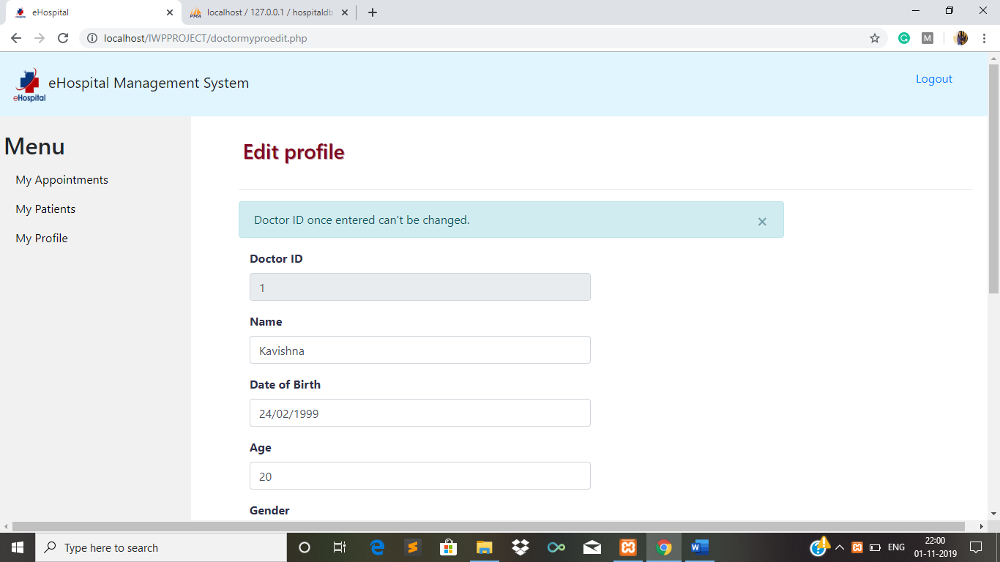 eHospital
localhost / 127.0.0.1 / hospitaldb
localhost/IWPPROJECT/doctormyproedit.php
eHospital
eHospital Management System
Logout
Menu
My Appointments
My Patients
My Profile
Edit profile
Doctor ID once entered can't be changed.
Doctor ID
1
Name
Kavishna
Date of Birth
24/02/1999
Age
20
Gender
Type here to search
ENG
22:00
01-11-2019